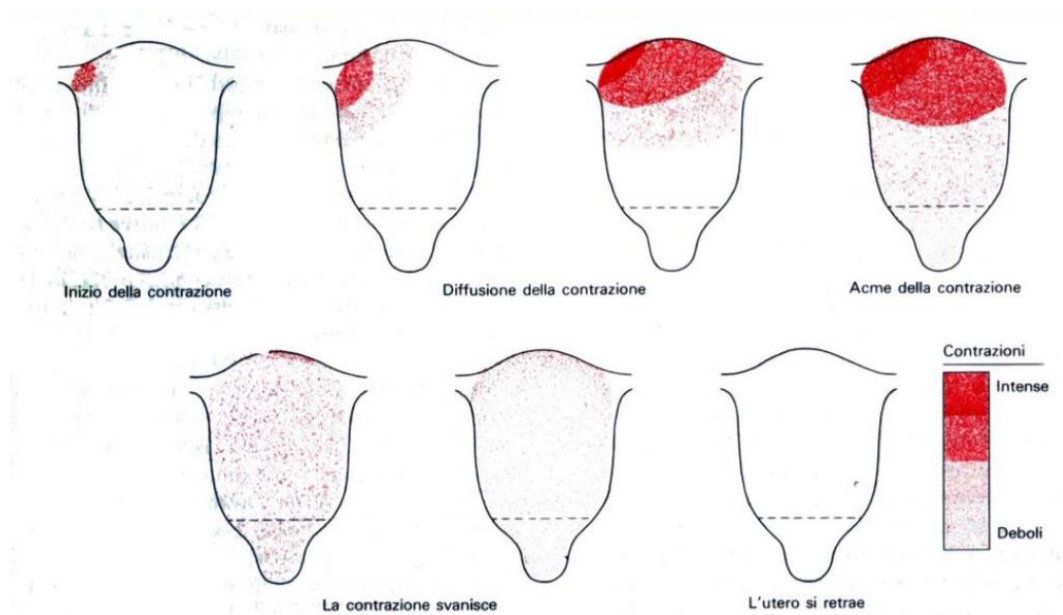 Inizio della contrazione
Diffusione della contrazione
Acme della contrazione
Contrazioni
Intense
Deboli
La contrazione svanisce
L'utero si retrae